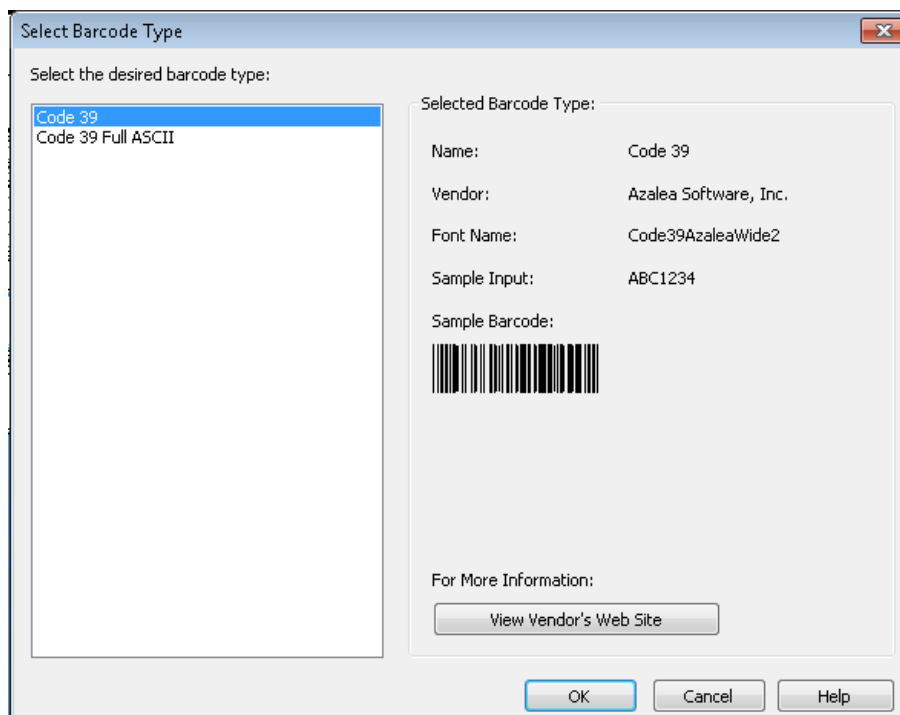 Select Barcode Type
Select the desired barcode type:
Code 39
Code 39 Full ASCII
Selected Barcode Type:
Name: Code 39
Vendor: Azalea Software, Inc.
Font Name: Code39AzaleaWide2
Sample Input: ABC1234
Sample Barcode:
For More Information:
View Vendor's Web Site
OK Cancel Help